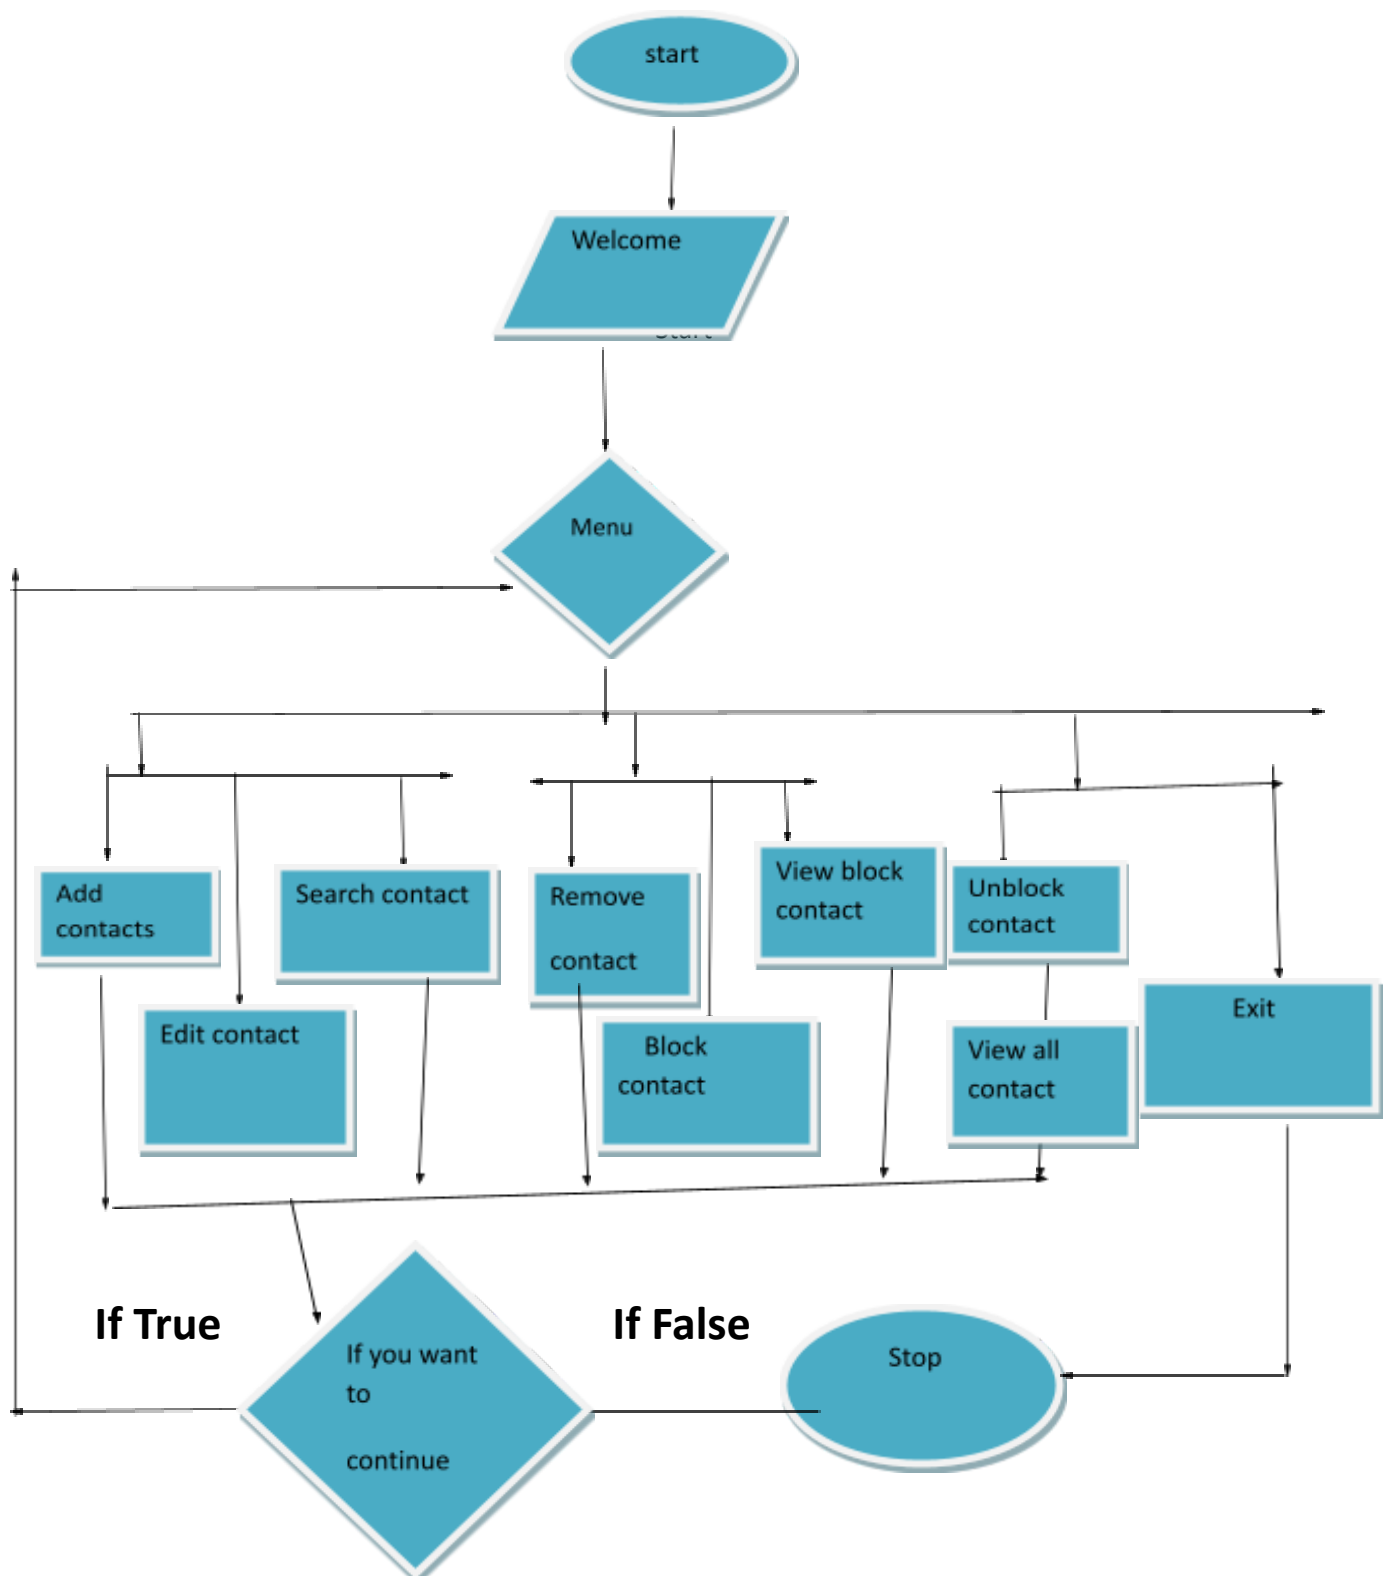 start
Welcome
Menu
Add
contacts
Search contact
Remove
contact
View block
contact
Unblock
contact
Edit contact
Block
contact
View all
contact
Exit
If True
If False
If you want
to
continue
Stop